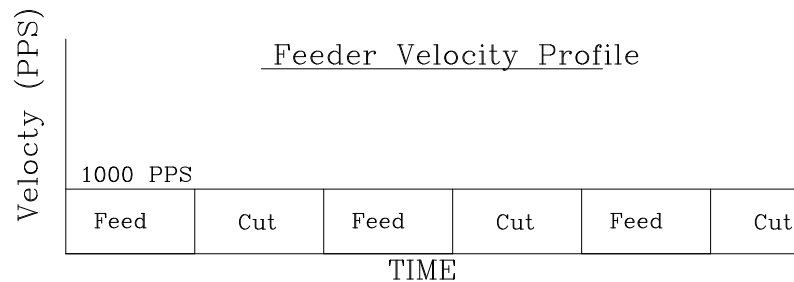 Feeder Velocity Profile
Velocty (PPS)
1000 PPS
Feed Cut Feed Cut Feed Cut
TIME